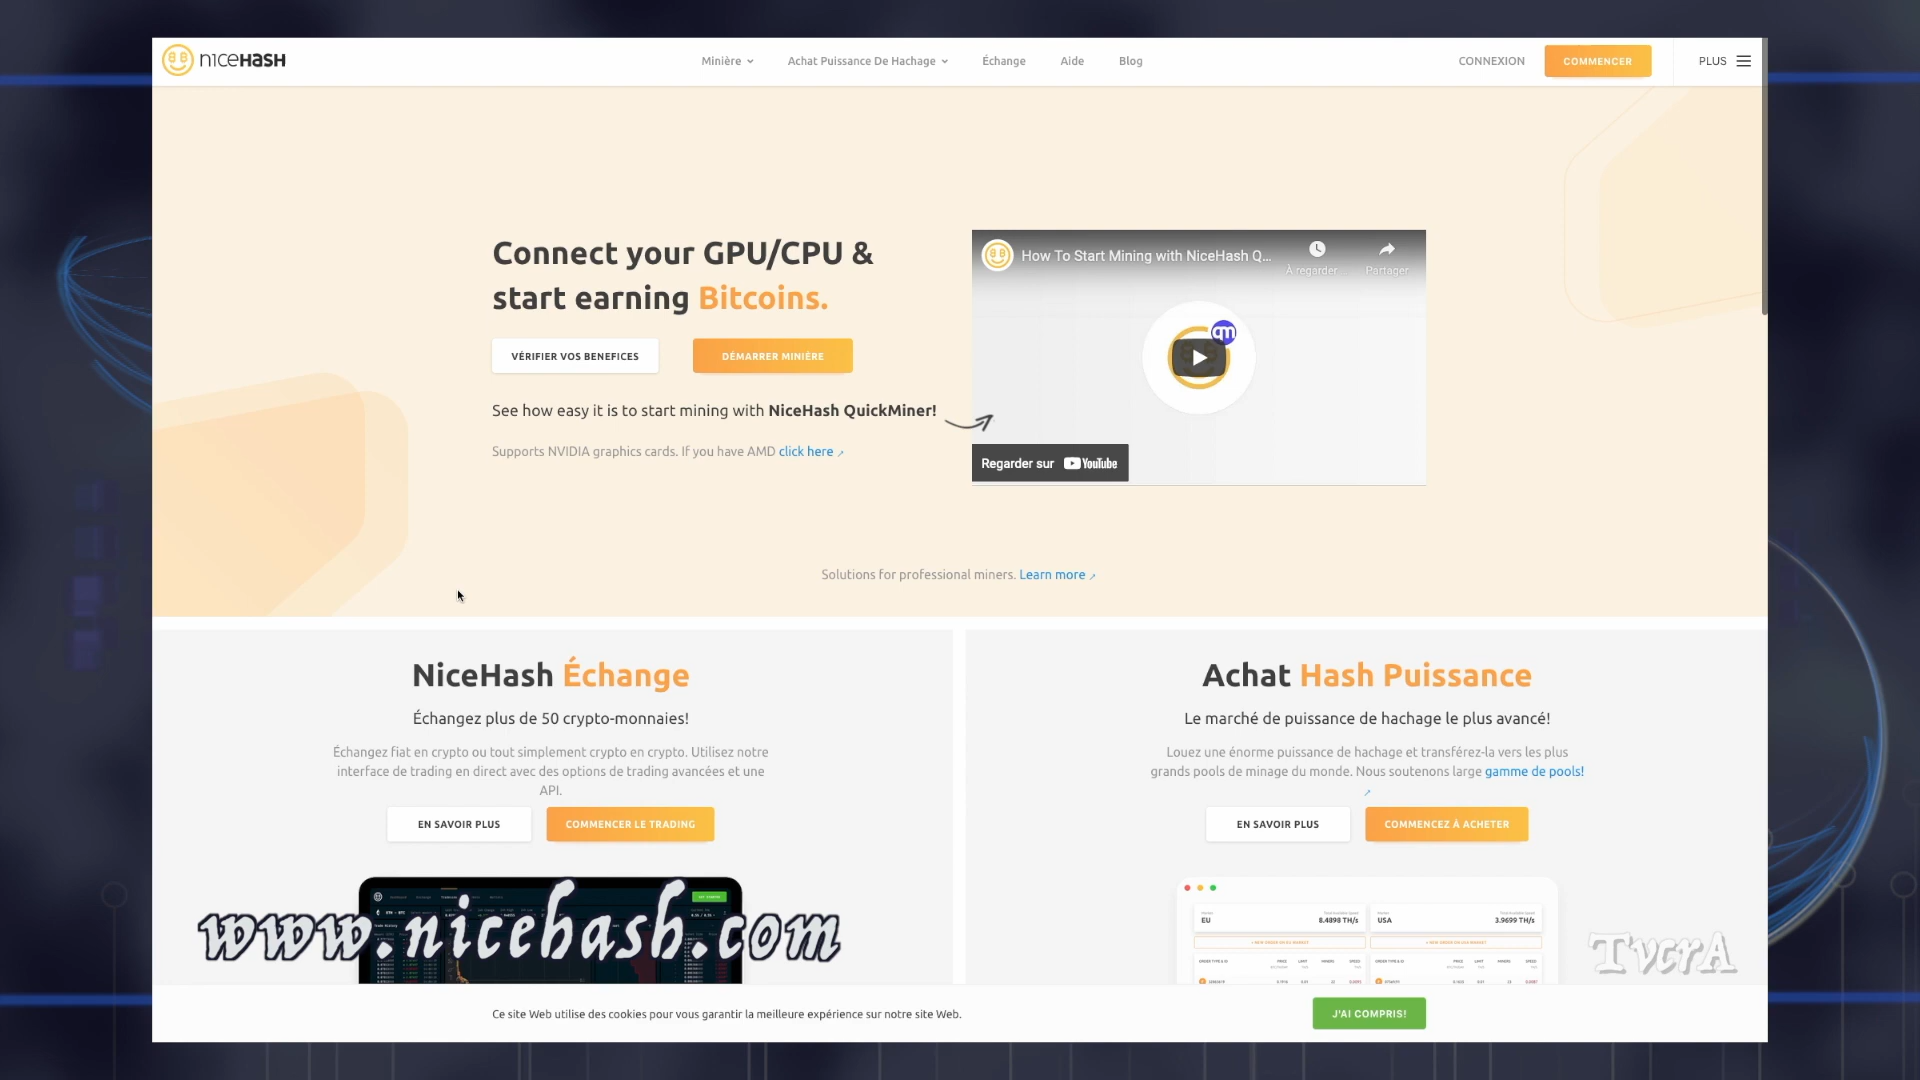 niceHASH
Minière
Achat Puissance De Hachage
Échange
Aide
Blog
CONNEXION
COMMENCER
PLUS
Connect your GPU/CPU &
start earning Bitcoins.
VÉRIFIER VOS BENEFICES
DÉMARRER MINIÈRE
See how easy it is to start mining with NiceHash QuickMiner!
Supports NVIDIA graphics cards. If you have AMD click here
How To Start Mining with NiceHash Q...
À regarder ...
Partager
qm
Regarder sur YouTube
Solutions for professional miners. Learn more
NiceHash Échange
Échangez plus de 50 crypto-monnaies!
Échangez fiat en crypto ou tout simplement crypto en crypto. Utilisez notre
interface de trading en direct avec des options de trading avancées et une
API.
EN SAVOIR PLUS
COMMENCER LE TRADING
Achat Hash Puissance
Le marché de puissance de hachage le plus avancé!
Louez une énorme puissance de hachage et transférez-la vers les plus
grands pools de minage du monde. Nous soutenons large gamme de pools!
EN SAVOIR PLUS
COMMENCEZ À ACHETER
www.nicehash.com
EU
8.4898 TH/s
USA
3.9699 TH/s
TvcrA
Ce site Web utilise des cookies pour vous garantir la meilleure expérience sur notre site Web.
J'AI COMPRIS!